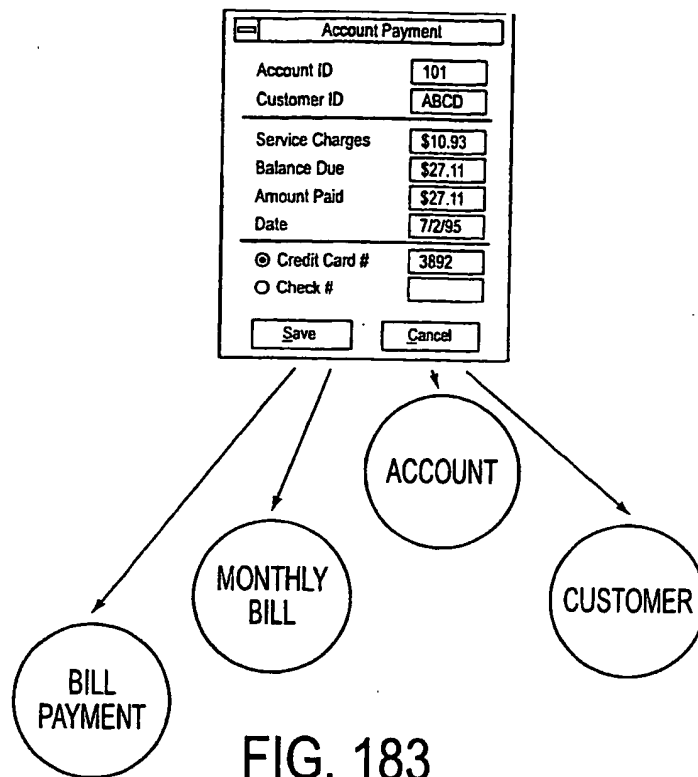 Account Payment
Account ID 101
Customer ID ABCD
Service Charges $10.93
Balance Due $27.11
Amount Paid $27.11
Date 7/2/95
Credit Card # 3892
Check #
Save Cancel
ACCOUNT
MONTHLY
BILL
CUSTOMER
BILL
PAYMENT
FIG. 183